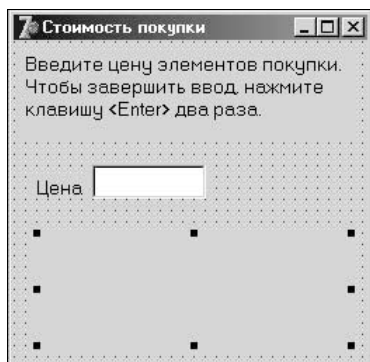 Стоимость покупки
Введите цену элементов покупки.
Чтобы завершить ввод, нажмите
клавишу <Enter> два раза.
Цена